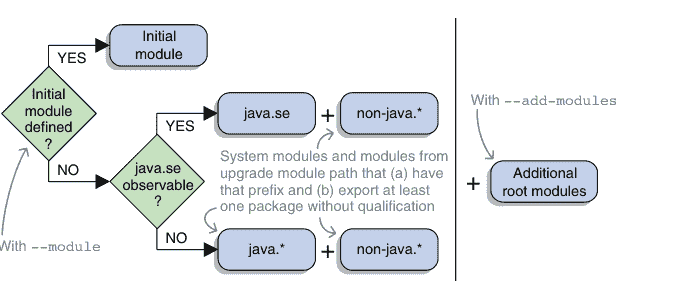 Initial
module
YES
Initial
module
defined
?
With --module
NO
java.se
observable
?
YES
java.se
+
non-java.*
System modules and modules from
upgrade module path that (a) have
that prefix and (b) export at least
one package without qualification
NO
java.*
+
non-java.*
With --add-modules
+
Additional
root modules